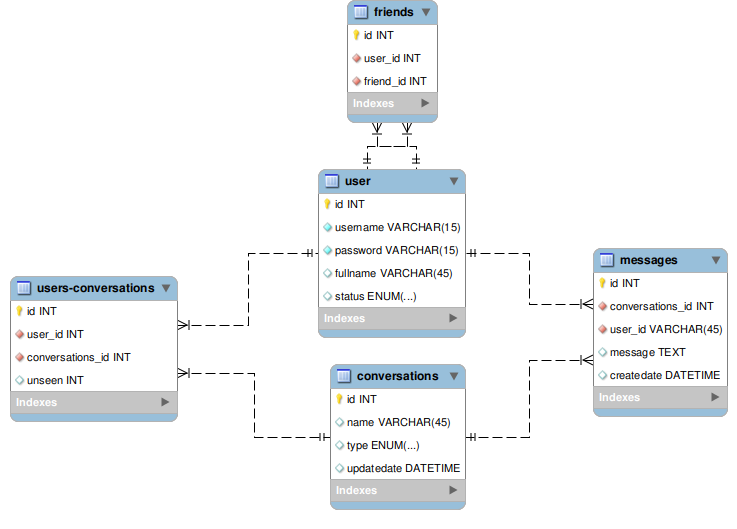 friends
id INT
user_id INT
friend_id INT
Indexes
user
id INT
username VARCHAR(15)
password VARCHAR(15)
fullname VARCHAR(45)
status ENUM(...)
Indexes
users-conversations
id INT
user_id INT
conversations_id INT
unseen INT
Indexes
conversations
id INT
name VARCHAR(45)
type ENUM(...)
updatedate DATETIME
Indexes
messages
id INT
conversations_id INT
user_id VARCHAR(45)
message TEXT
createdate DATETIME
Indexes